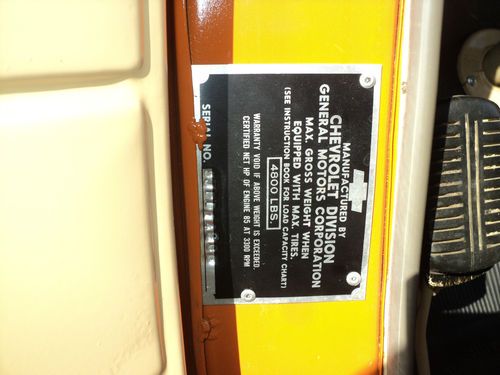 MANUFACTURED BY
CHEVROLET DIVISION
GENERAL MOTORS CORPORATION
MAX. GROSS WEIGHT WHEN
EQUIPPED WITH MAX. TIRES.
(SEE INSTRUCTION BOOK FOR LOAD CAPACITY CHART)
4800 LBS.
WARRANTY VOID IF ABOVE WEIGHT IS EXCEEDED.
CERTIFIED NET HP OF ENGINE 85 AT 3300 RPM
SERIAL NO.